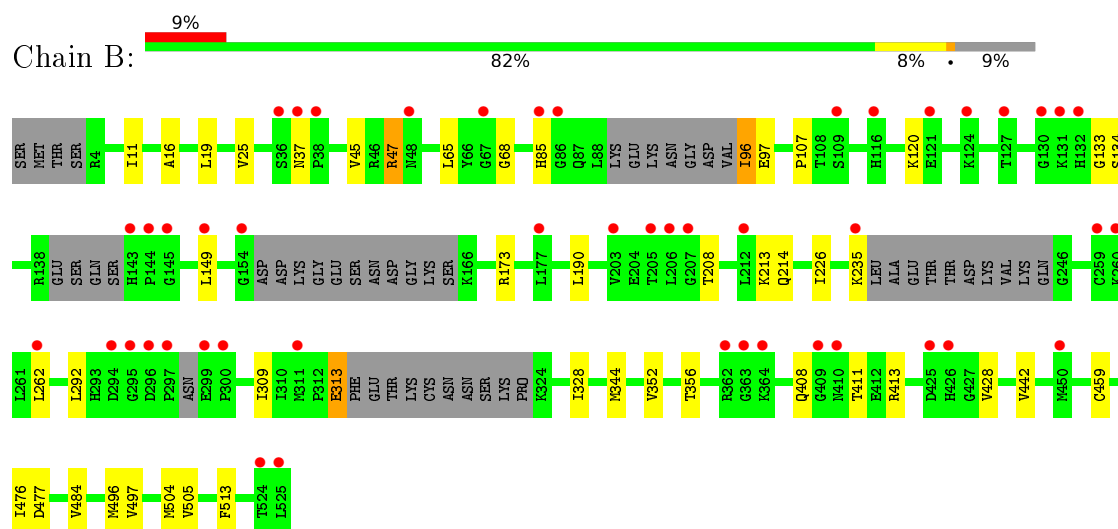 9%
Chain B:
82% 8% • 9%
SER MET THR SER R4 I11 A16 L19 V25 S36 N37 P38 V45 R46 R47 N48 L65 Y66 G67 G68 H85 G86 Q87 L88 LYS GLU LYS ASN GLY ASP VAL I96 E97 P107 T108 S109 H116 K120 E121 K124 T127 G130 K131 H132 G133 S134
R138 GLU SER GLN SER H143 P144 G145 L149 G154 ASP ASP LYS GLY GLU SER ASN ASP GLY LYS SER K166 R173 L177 L190 V203 E204 T205 L206 G207 T208 L212 K213 Q214 I226 K235 LEU ALA GLU THR THR ASP LYS VAL LYS GLN G246 C259 K260
L261 L262 L292 H293 D294 G295 D296 P297 ASN E299 P300 I309 I310 M311 P312 E313 PHE GLU THR LYS CYS ASN ASN SER LYS PRO K324 I328 M344 V352 T356 R362 G363 K364 Q408 G409 N410 T411 E412 R413 D425 H426 G427 V428 V442 M450 C459
I476 D477 V484 M496 V497 M504 V505 F513 T524 L525